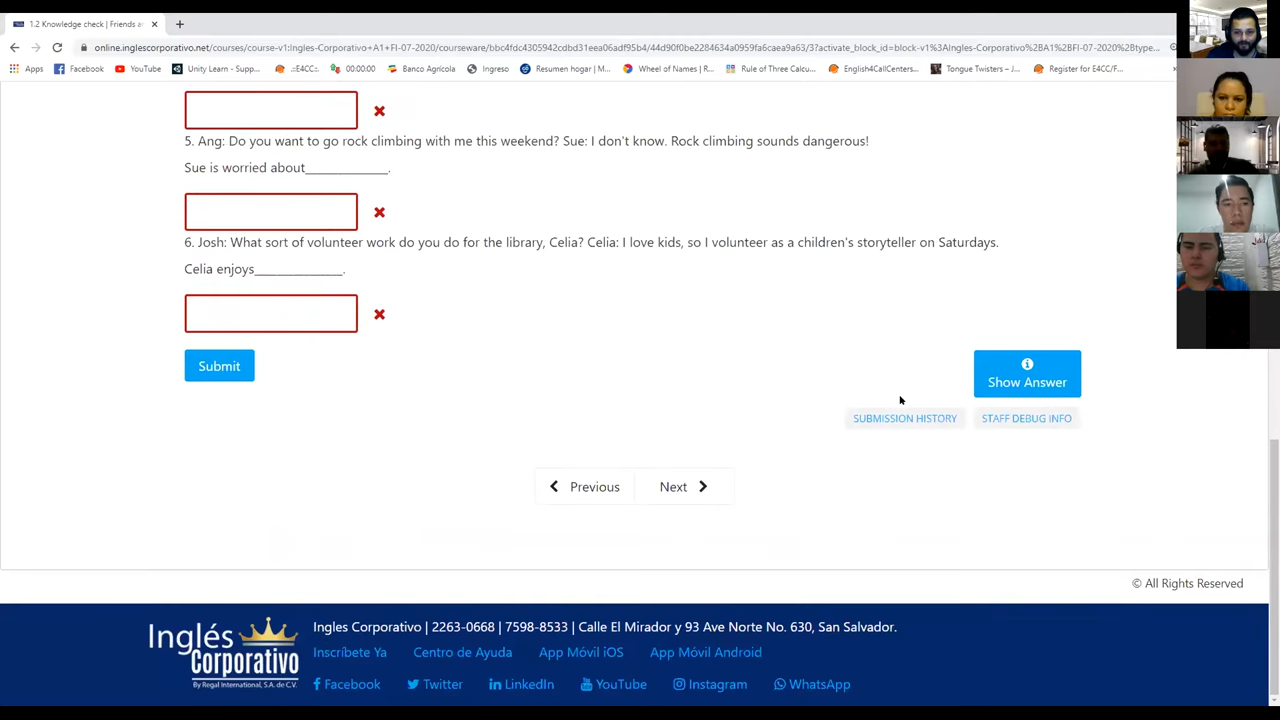 1.2 Knowledge check | Friends a
online.inglescorporativo.net/courses/course-v1:Ingles-Corporativo+A1+FI-07-2020/courseware/bbc4fdc4305942cdbd31eea06adf95b4/44d90f0be2284634a0959fa6caea9a63/3?activate_block_id=block-v1%3AIngles-Corporativo%2BA1%2BFI-07-2020%2Btype...
Apps Facebook YouTube Unity Learn - Supp... .::E4CC:. 00:00:00 Banco Agrícola Ingreso Resumen hogar | M... Wheel of Names | R... Rule of Three Calcu... English4CallCenters... Tongue Twisters – J... Register for E4CC/F...
5. Ang: Do you want to go rock climbing with me this weekend? Sue: I don't know. Rock climbing sounds dangerous!
Sue is worried about______________.
6. Josh: What sort of volunteer work do you do for the library, Celia? Celia: I love kids, so I volunteer as a children's storyteller on Saturdays.
Celia enjoys_______________.
Submit
Show Answer
SUBMISSION HISTORY STAFF DEBUG INFO
Previous Next
© All Rights Reserved
Inglés Corporativo
By Regal International, S.A. de C.V.
Ingles Corporativo | 2263-0668 | 7598-8533 | Calle El Mirador y 93 Ave Norte No. 630, San Salvador.
Inscríbete Ya Centro de Ayuda App Móvil iOS App Móvil Android
Facebook Twitter LinkedIn YouTube Instagram WhatsApp